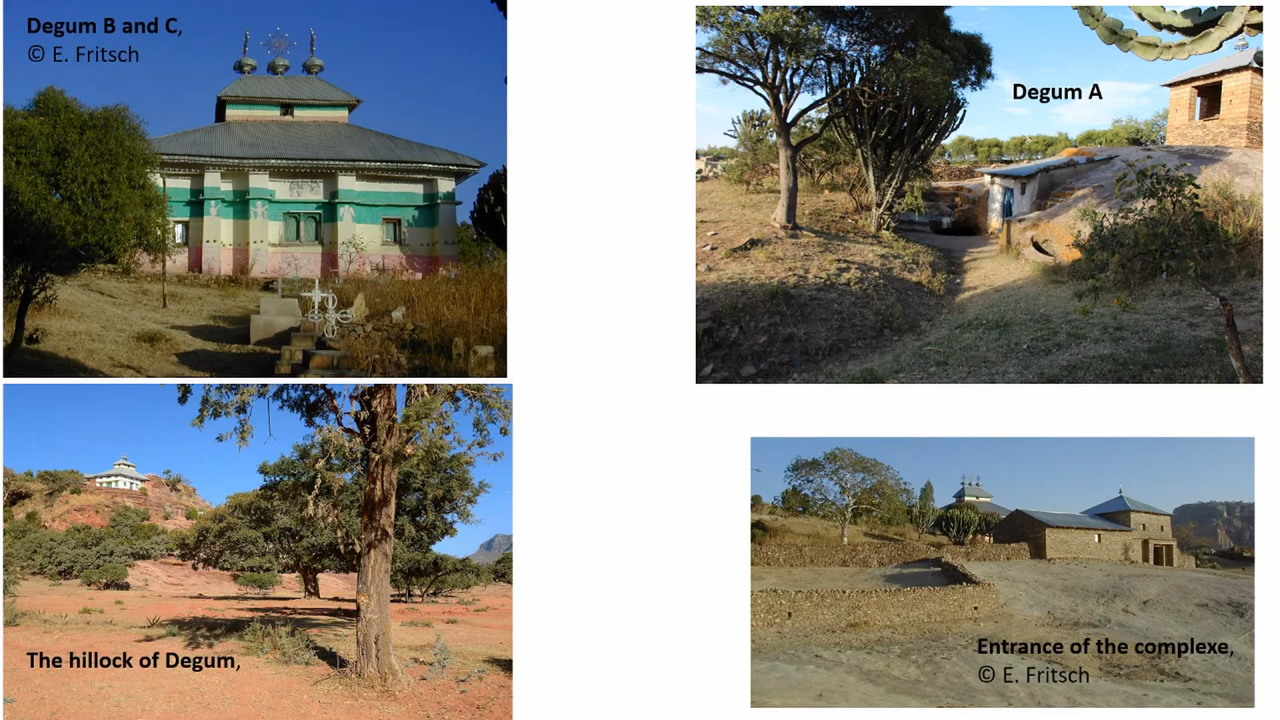 Degum B and C,
© E. Fritsch
Degum A
The hillock of Degum,
Entrance of the complexe,
© E. Fritsch